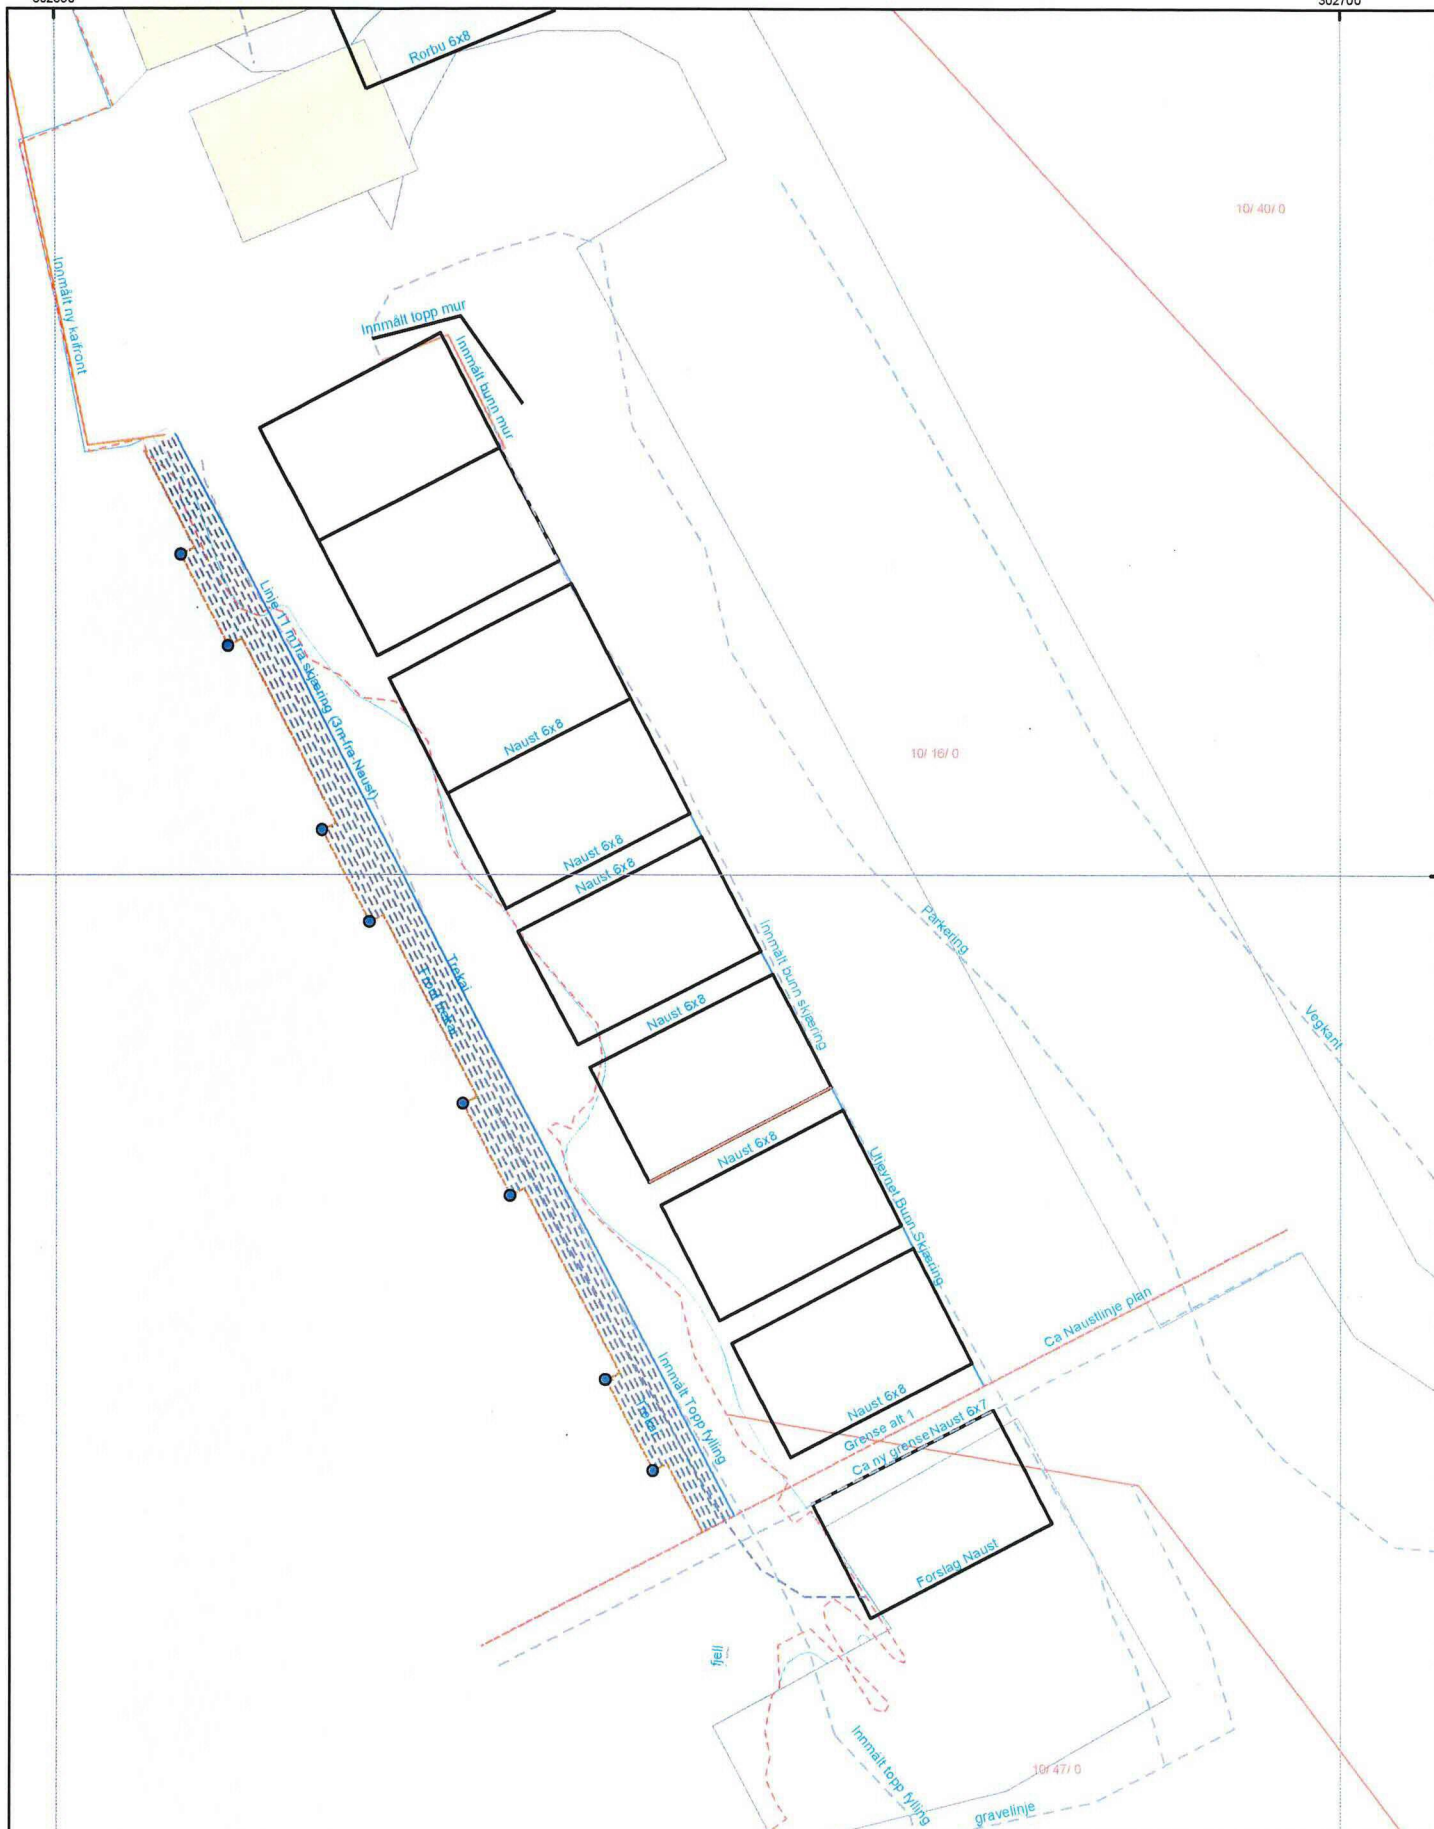 302700
Rorbu 6x8
10/ 40/ 0
Innmålt ny kaifront
Innmålt topp mur
Innmålt bunn mur
Linje 11 m fra skjæring (3m fra Naust)
Naust 6x8
10/ 16/ 0
Naust 6x8
Naust 6x8
Parkering
Innmålt bunn skjæring
Trekai
Front trekai
Naust 6x8
Vegkant
Naust 6x8
Utjevnet Bunn Skjæring
Ca Naustlinje plan
Innmålt Topp fylling
Naust 6x8
Grense alt 1
Ca ny grense
Naust 6x7
Forslag Naust
fjell
Innmålt topp fylling
10/ 47/ 0
gravelinje